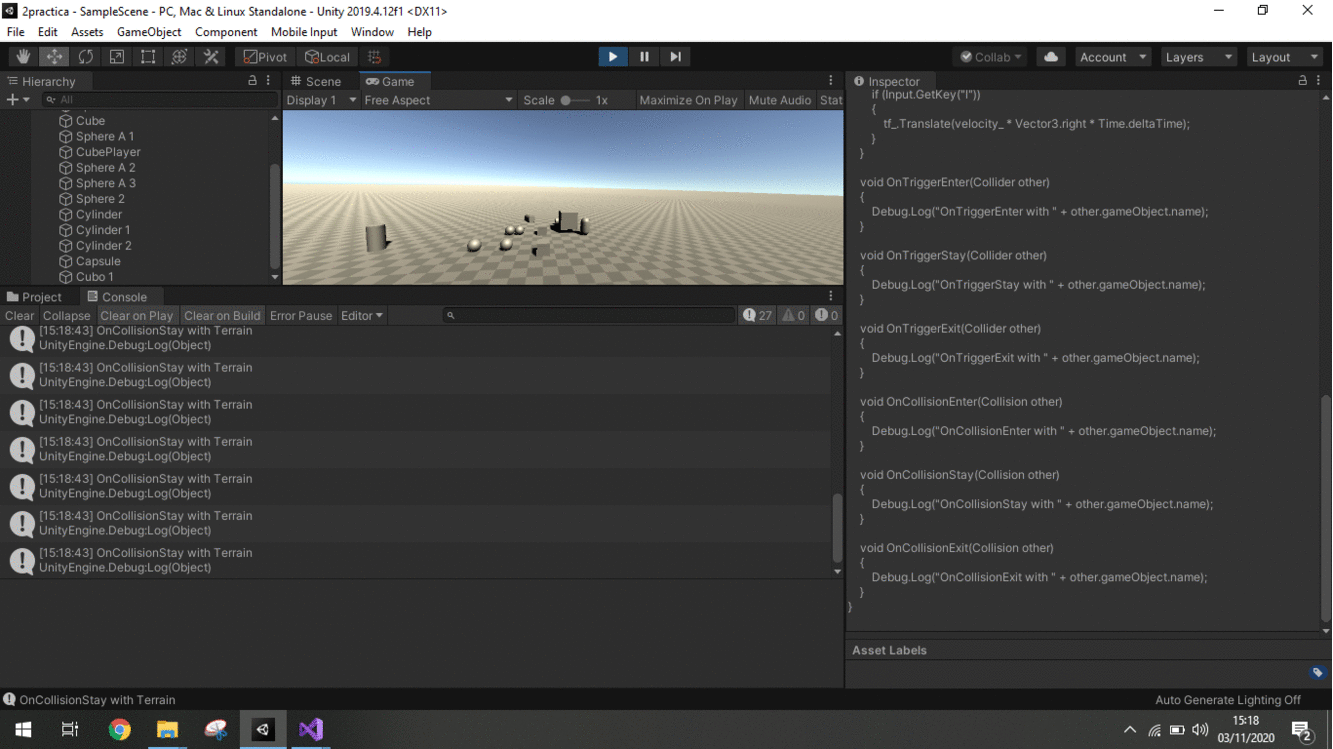 2practica - SampleScene - PC, Mac & Linux Standalone - Unity 2019.4.12f1 <DX11>
File Edit Assets GameObject Component Mobile Input Window Help
Pivot Local Collab Account Layers Layout
Hierarchy
All
Cube
Sphere A 1
CubePlayer
Sphere A 2
Sphere A 3
Sphere 2
Cylinder
Cylinder 1
Cylinder 2
Capsule
Cubo 1
Scene Game
Display 1 Free Aspect Scale 1x Maximize On Play Mute Audio Stat
Project Console
Clear Collapse Clear on Play Clear on Build Error Pause Editor 27 0 0
[15:18:43] OnCollisionStay with Terrain
UnityEngine.Debug:Log(Object)
[15:18:43] OnCollisionStay with Terrain
UnityEngine.Debug:Log(Object)
[15:18:43] OnCollisionStay with Terrain
UnityEngine.Debug:Log(Object)
[15:18:43] OnCollisionStay with Terrain
UnityEngine.Debug:Log(Object)
[15:18:43] OnCollisionStay with Terrain
UnityEngine.Debug:Log(Object)
[15:18:43] OnCollisionStay with Terrain
UnityEngine.Debug:Log(Object)
[15:18:43] OnCollisionStay with Terrain
UnityEngine.Debug:Log(Object)
Inspector
if (Input.GetKey("l"))
{
tf_.Translate(velocity_ * Vector3.right * Time.deltaTime);
}
}
void OnTriggerEnter(Collider other)
{
Debug.Log("OnTriggerEnter with " + other.gameObject.name);
}
void OnTriggerStay(Collider other)
{
Debug.Log("OnTriggerStay with " + other.gameObject.name);
}
void OnTriggerExit(Collider other)
{
Debug.Log("OnTriggerExit with " + other.gameObject.name);
}
void OnCollisionEnter(Collision other)
{
Debug.Log("OnCollisionEnter with " + other.gameObject.name);
}
void OnCollisionStay(Collision other)
{
Debug.Log("OnCollisionStay with " + other.gameObject.name);
}
void OnCollisionExit(Collision other)
{
Debug.Log("OnCollisionExit with " + other.gameObject.name);
}
}
Asset Labels
OnCollisionStay with Terrain
Auto Generate Lighting Off
15:18
03/11/2020
2